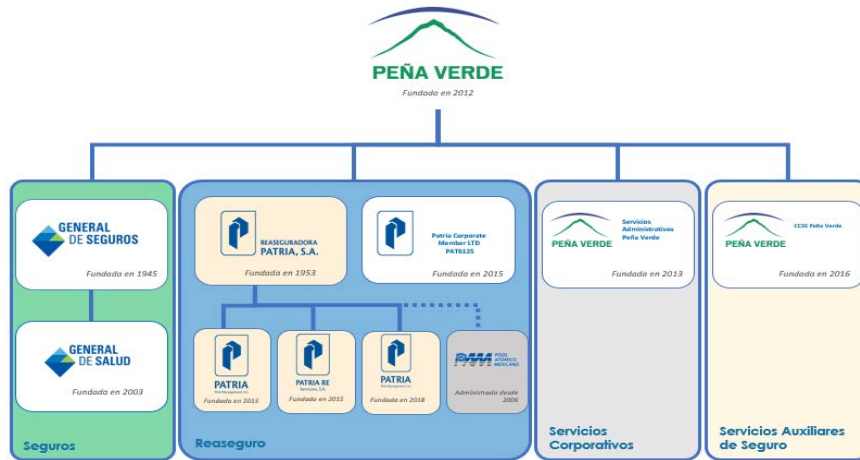 PEÑA VERDE
Fundada en 2012
GENERAL
DE SEGUROS
Fundada en 1945
GENERAL
DE SALUD
Fundada en 2003
Seguros
REASEGURADORA
PATRIA, S.A.
Fundada en 1953
Patria Corporate
Member LTD
PAT6125
Fundada en 2015
PATRIA
Fundada en 2013
PATRIA RE
Services, S.A.
Fundada en 2015
PATRIA
Fundada en 2018
POOL
ATÓMICO
MEXICANO
Administrada desde
2006
Reaseguro
PEÑA VERDE
Servicios
Administrativos
Peña Verde
Fundada en 2013
Servicios
Corporativos
PEÑA VERDE
CCSS Peña Verde
Fundada en 2016
Servicios Auxiliares
de Seguro